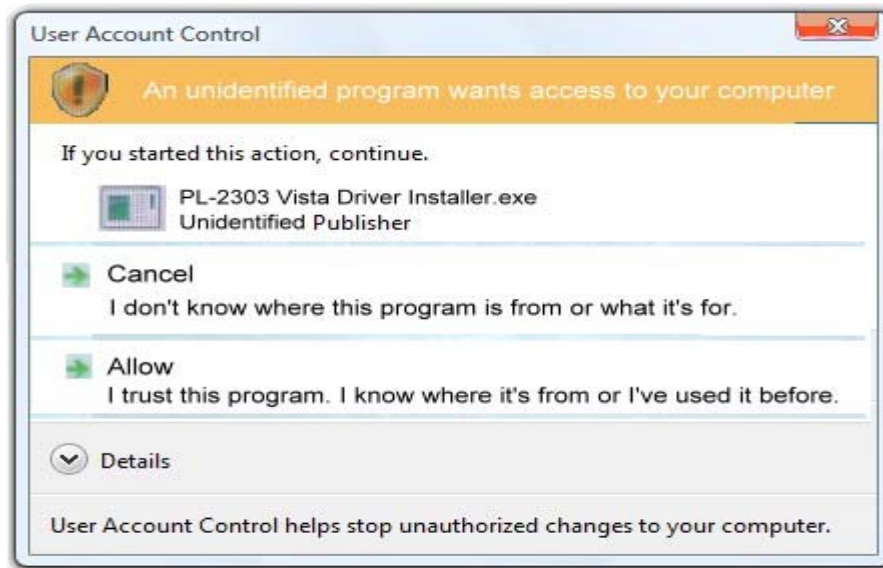 User Account Control
An unidentified program wants access to your computer
If you started this action, continue.
PL-2303 Vista Driver Installer.exe
Unidentified Publisher
Cancel
I don't know where this program is from or what it's for.
Allow
I trust this program. I know where it's from or I've used it before.
Details
User Account Control helps stop unauthorized changes to your computer.